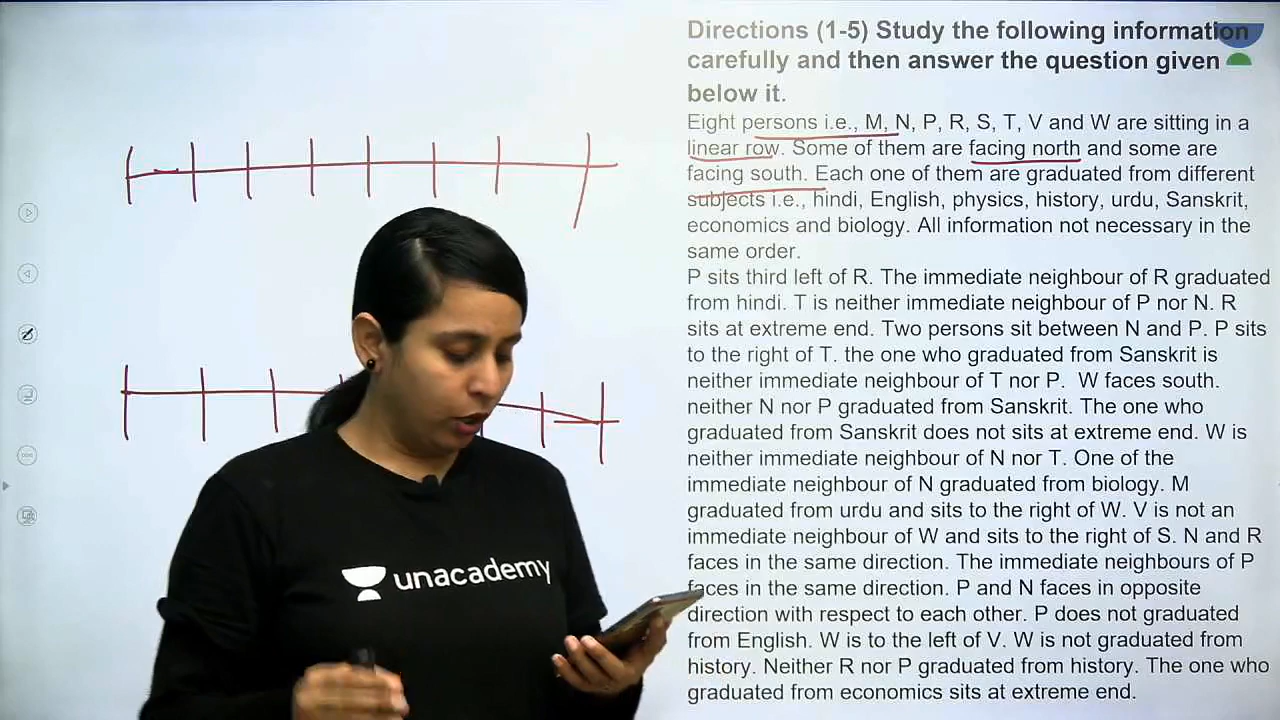 Directions (1-5) Study the following information
carefully and then answer the question given
below it.
Eight persons i.e., M, N, P, R, S, T, V and W are sitting in a
linear row. Some of them are facing north and some are
facing south. Each one of them are graduated from different
subjects i.e., hindi, English, physics, history, urdu, Sanskrit,
economics and biology. All information not necessary in the
same order.
P sits third left of R. The immediate neighbour of R graduated
from hindi. T is neither immediate neighbour of P nor N. R
sits at extreme end. Two persons sit between N and P. P sits
to the right of T. the one who graduated from Sanskrit is
neither immediate neighbour of T nor P. W faces south.
neither N nor P graduated from Sanskrit. The one who
graduated from Sanskrit does not sits at extreme end. W is
neither immediate neighbour of N nor T. One of the
immediate neighbour of N graduated from biology. M
graduated from urdu and sits to the right of W. V is not an
immediate neighbour of W and sits to the right of S. N and R
faces in the same direction. The immediate neighbours of P
faces in the same direction. P and N faces in opposite
direction with respect to each other. P does not graduated
from English. W is to the left of V. W is not graduated from
history. Neither R nor P graduated from history. The one who
graduated from economics sits at extreme end.
unacademy